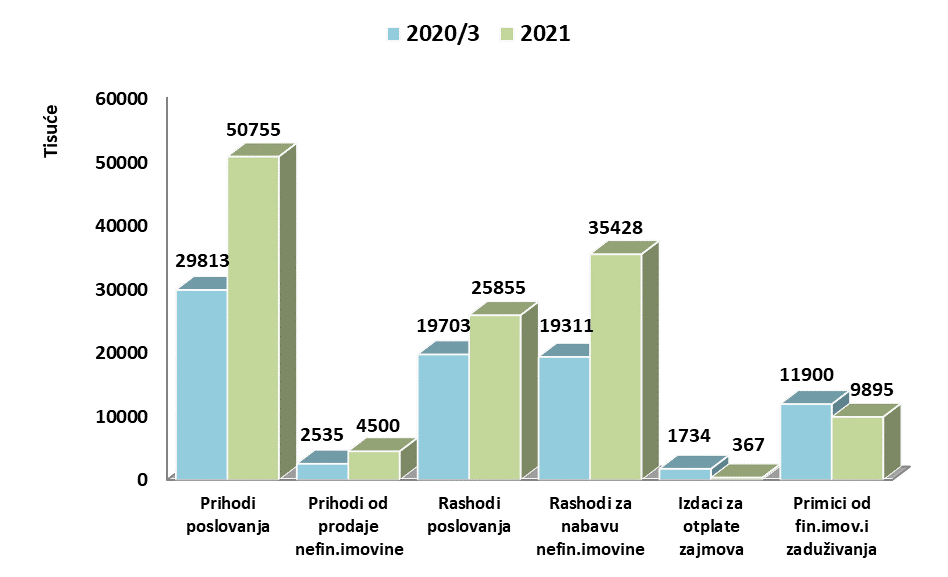 2020/3 2021
Tisuće
60000
50000
40000
30000
20000
10000
0
29813
50755
2535
4500
19703
25855
19311
35428
1734
367
11900
9895
Prihodi
poslovanja
Prihodi od
prodaje
nefin.imovine
Rashodi
poslovanja
Rashodi za
nabavu
nefin.imovine
Izdaci za
otplate
zajmova
Primici od
fin.imov.i
zaduživanja